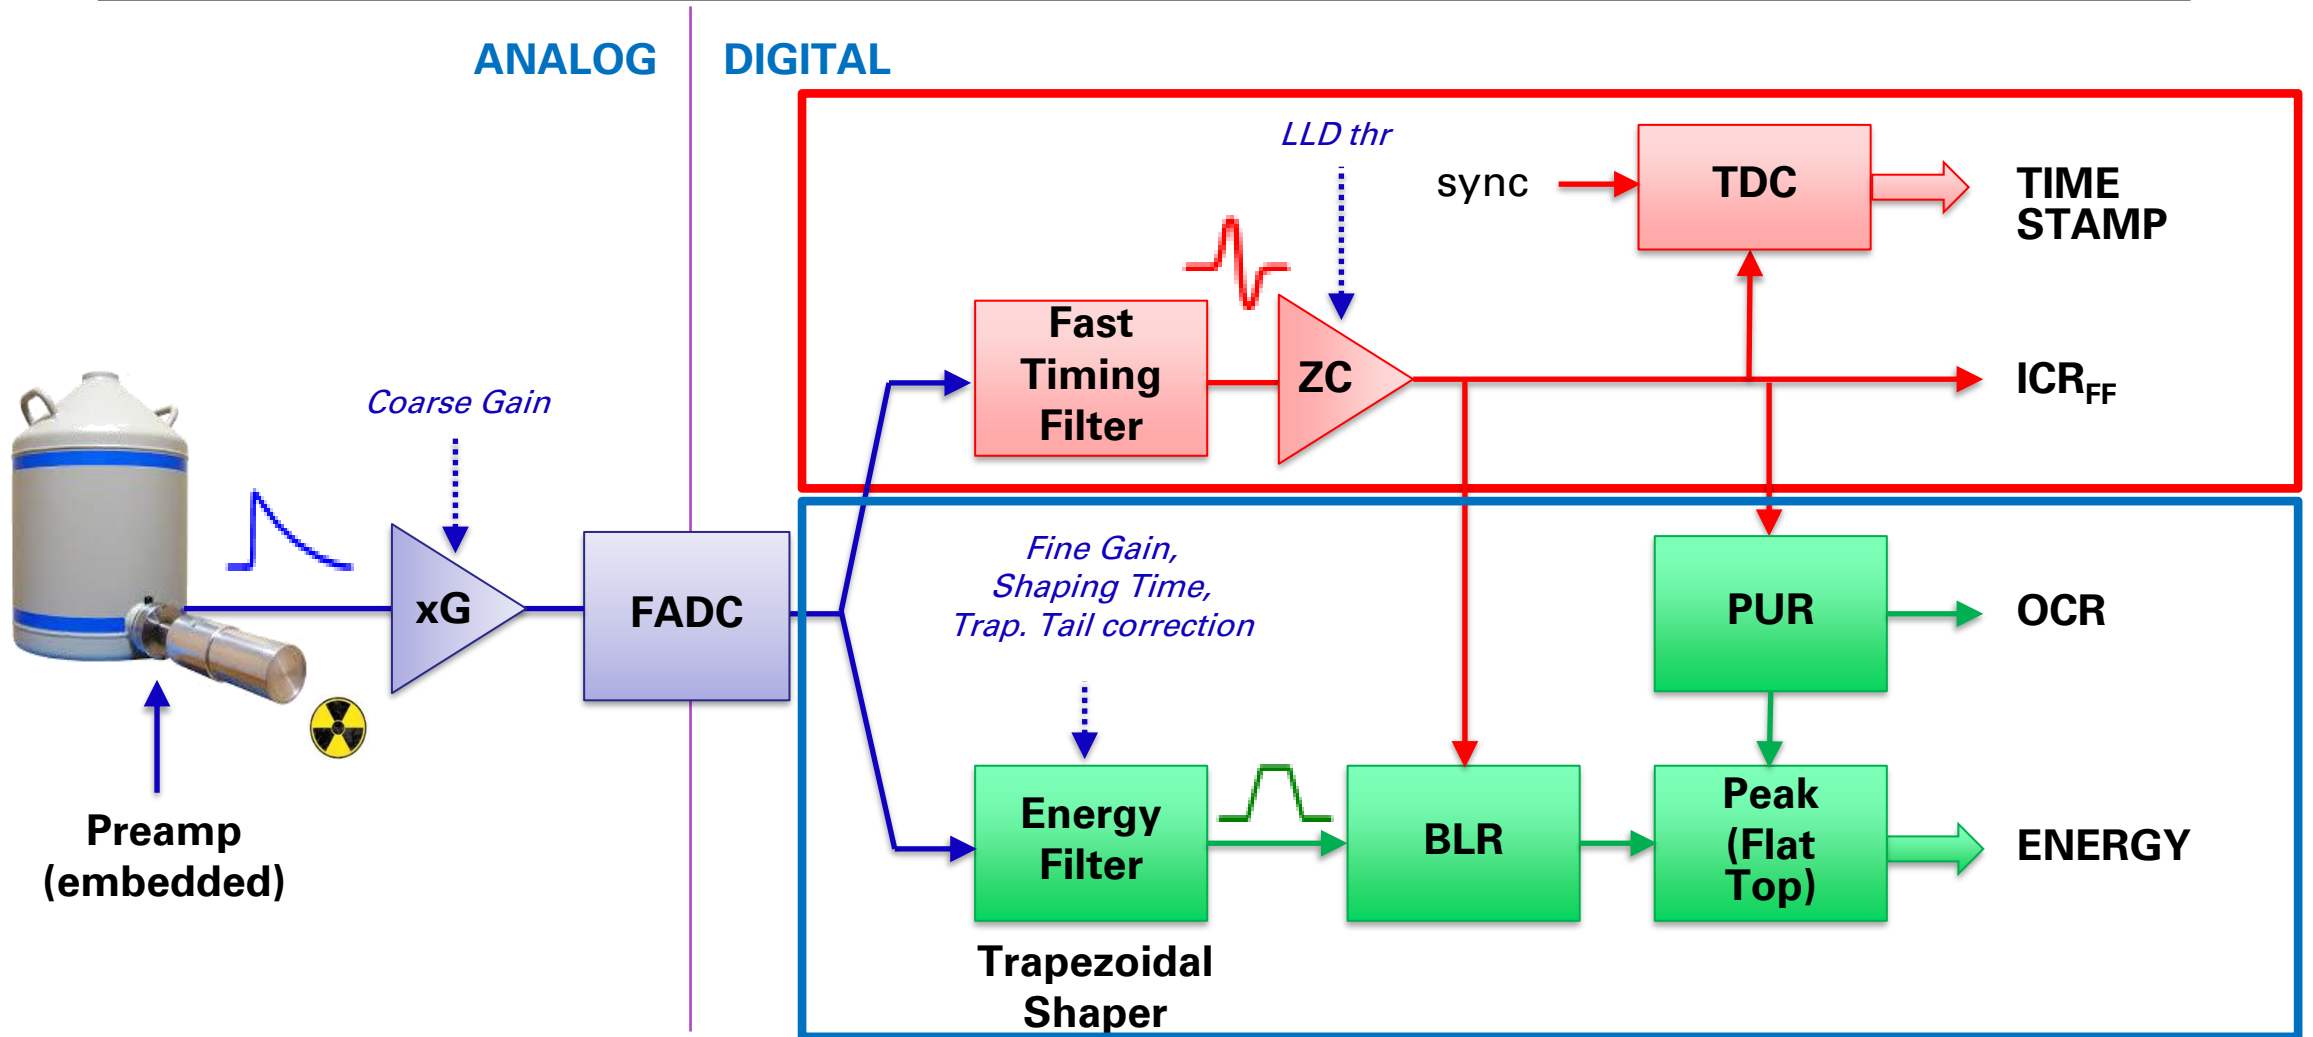 ANALOG
DIGITAL
LLD thr
sync
TDC
TIME
STAMP
Fast
Timing
Filter
ZC
ICR_FF
Coarse Gain
xG
FADC
Fine Gain,
Shaping Time,
Trap. Tail correction
PUR
OCR
Preamp
(embedded)
Energy
Filter
BLR
Peak
(Flat
Top)
ENERGY
Trapezoidal
Shaper